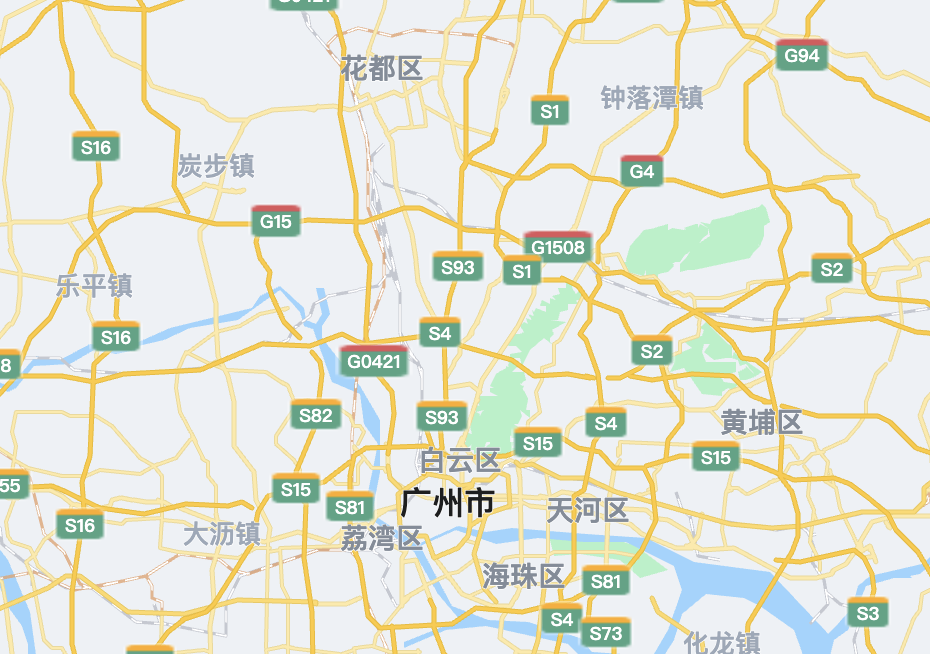 花都区
G94
S1
钟落潭镇
S16
炭步镇
G4
G15
G1508
S93
S1
S2
乐平镇
S16
S4
S2
G0421
8
S82
S93
S4
黄埔区
S15
S15
白云区
55
S15
S81
广州市
天河区
S16
大沥镇
荔湾区
海珠区
S81
S4
S73
S3
化龙镇